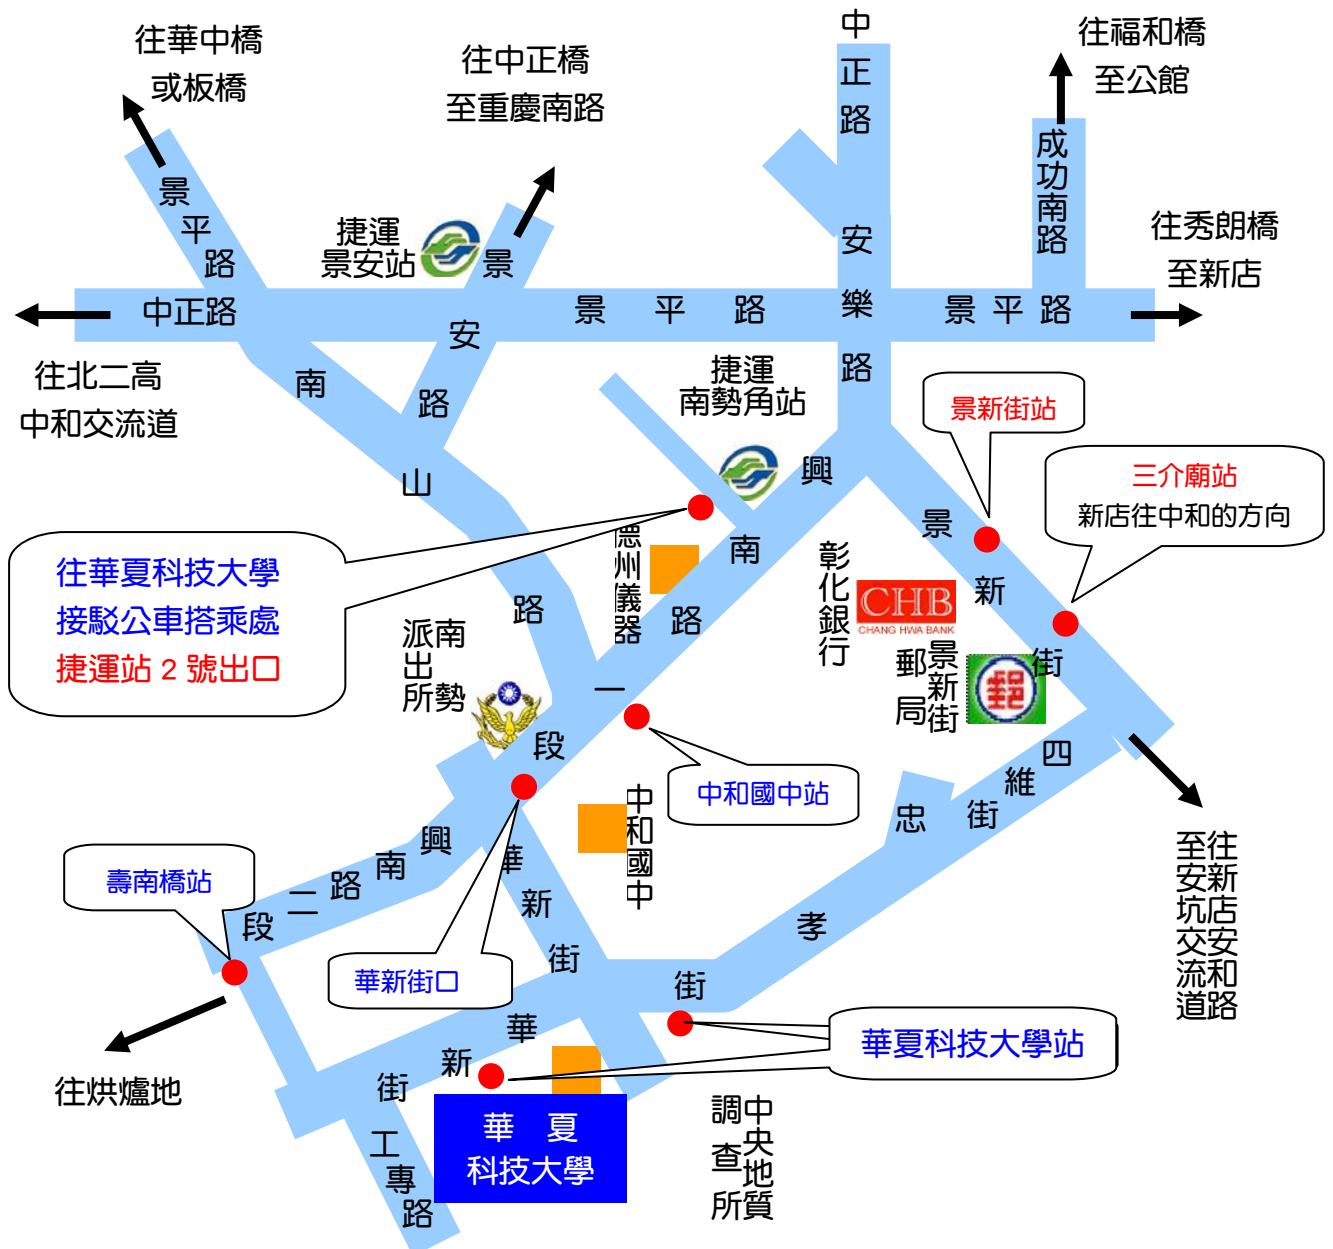 往華中橋
或板橋
往中正橋
至重慶南路
中正路
往福和橋
至公館
成功南路
往秀朗橋
至新店
景平路
捷運
景安站
景安路
安樂路
中正路
景平路
景平路
往北二高
中和交流道
南山路
捷運
南勢角站
景新街站
三介廟站
新店往中和的方向
興南路一段
景新街
往華夏科技大學
接駁公車搭乘處
捷運站 2 號出口
德州儀器
彰化銀行
CHB
CHANG HWA BANK
景新街
郵局
郵
南勢
派出所
中和國中站
四維街
中和國中
忠孝街
往新店安和路
至安坑交流道
興南路二段
壽南橋站
華新街
華新街口
華新街
華夏科技大學站
往烘爐地
工專路
華 夏
科技大學
中央地質
調查所